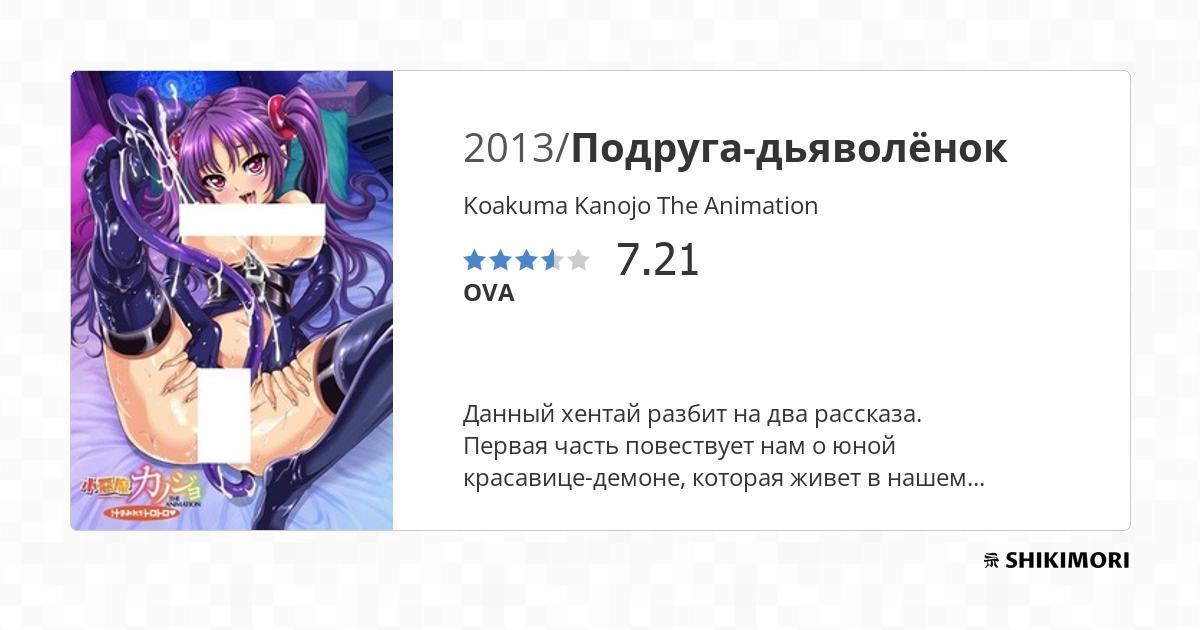 2013/Подруга-дьяволёнок
Koakuma Kanojo The Animation
7.21
OVA
Данный хентай разбит на два рассказа.
Первая часть повествует нам о юной
красавице-демоне, которая живет в нашем...
小悪魔カノジョ
THE
ANIMATION
SHIKIMORI